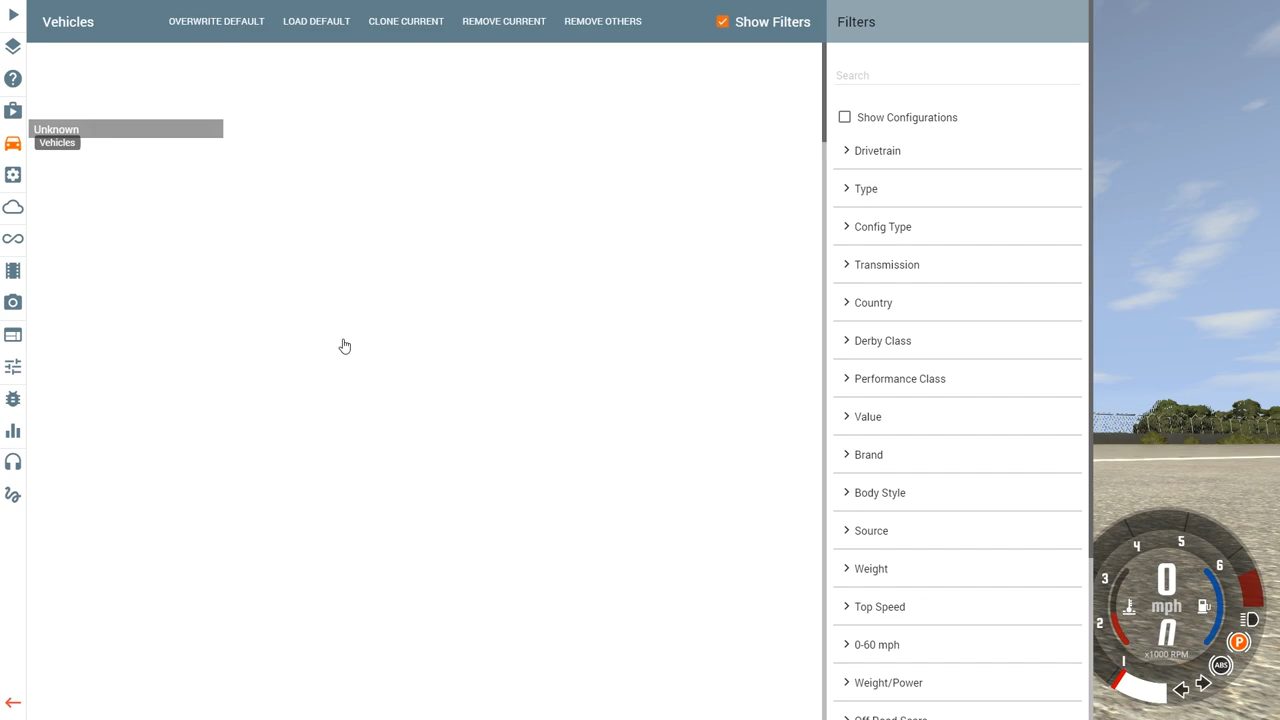 Vehicles
OVERWRITE DEFAULT
LOAD DEFAULT
CLONE CURRENT
REMOVE CURRENT
REMOVE OTHERS
Show Filters
Filters
Search
Show Configurations
Unknown
Vehicles
Drivetrain
Type
Config Type
Transmission
Country
Derby Class
Performance Class
Value
Brand
Body Style
Source
Weight
Top Speed
0-60 mph
Weight/Power
1
2
3
4
5
6
0
mph
0
x1000 RPM
P
ABS